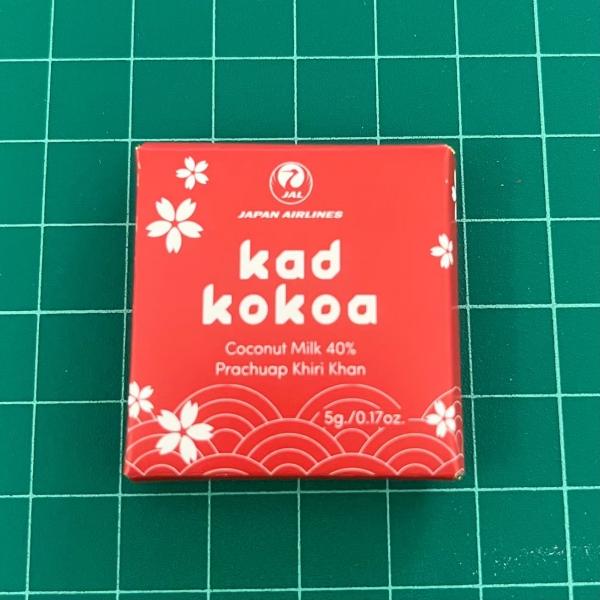 JAL
JAPAN AIRLINES
kad
kokoa
Coconut Milk 40%
Prachuap Khiri Khan
5g./0.17oz.